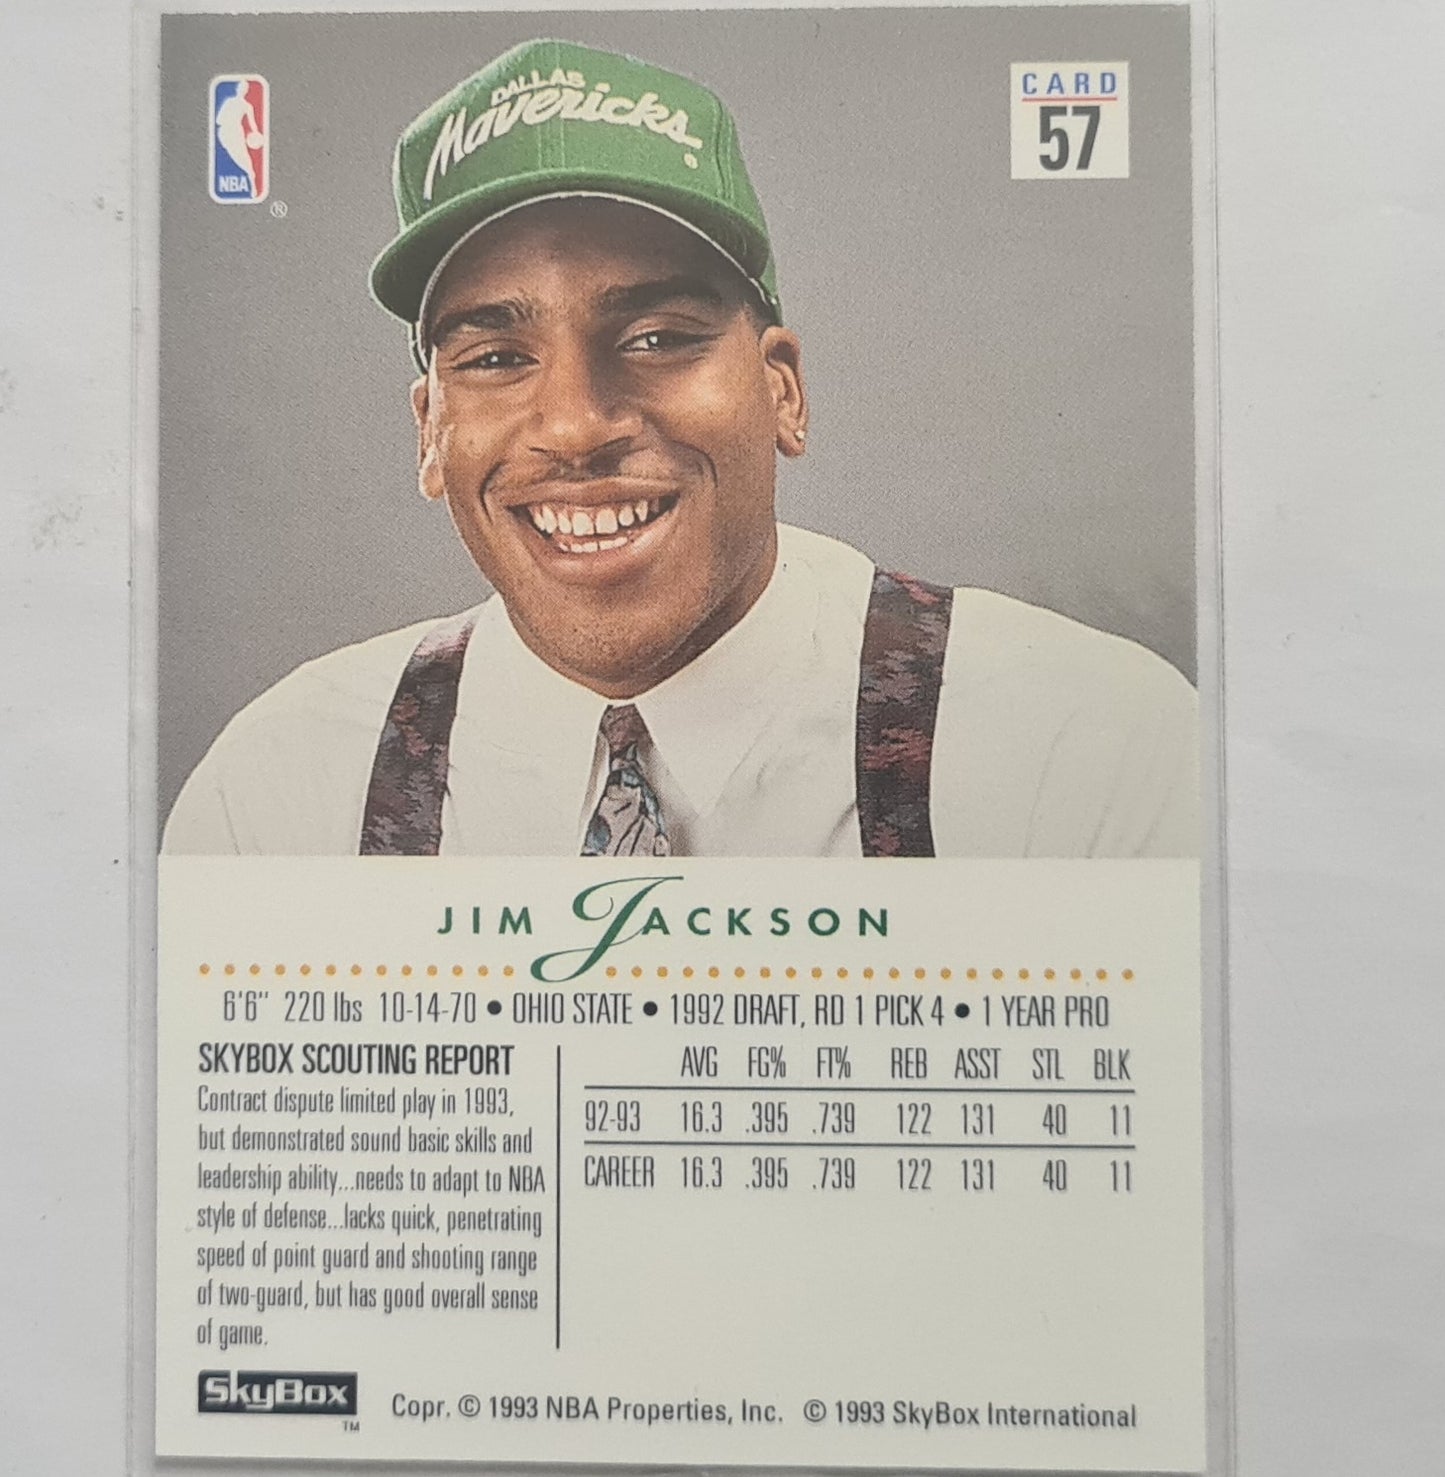 DALLAS
Mavericks
CARD
57
NBA
®
JIM JACKSON
6'6" 220 lbs 10-14-70 • OHIO STATE • 1992 DRAFT, RD 1 PICK 4 • 1 YEAR PRO
SKYBOX SCOUTING REPORT
Contract dispute limited play in 1993,
but demonstrated sound basic skills and
leadership ability...needs to adapt to NBA
style of defense...lacks quick, penetrating
speed of point guard and shooting range
of two-guard, but has good overall sense
of game.
AVG FG% FT% REB ASST STL BLK
92-93 16.3 .395 .739 122 131 40 11
CAREER 16.3 .395 .739 122 131 40 11
SkyBox
TM
Copr. © 1993 NBA Properties, Inc. © 1993 SkyBox International